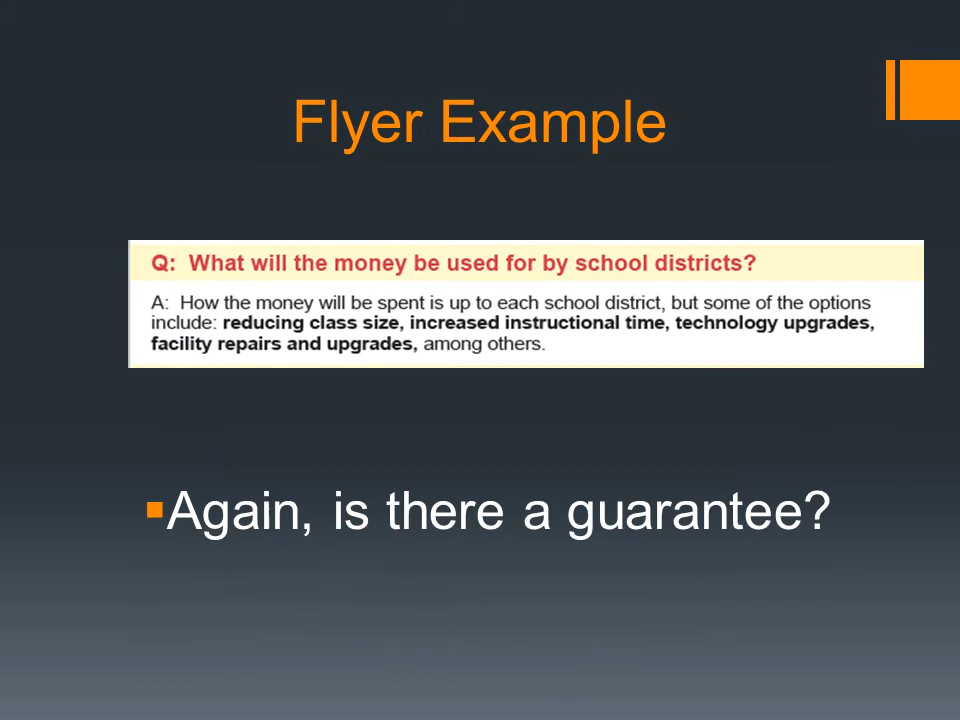 Flyer Example
Q: What will the money be used for by school districts?
A: How the money will be spent is up to each school district, but some of the options
include: reducing class size, increased instructional time, technology upgrades,
facility repairs and upgrades, among others.
▪Again, is there a guarantee?